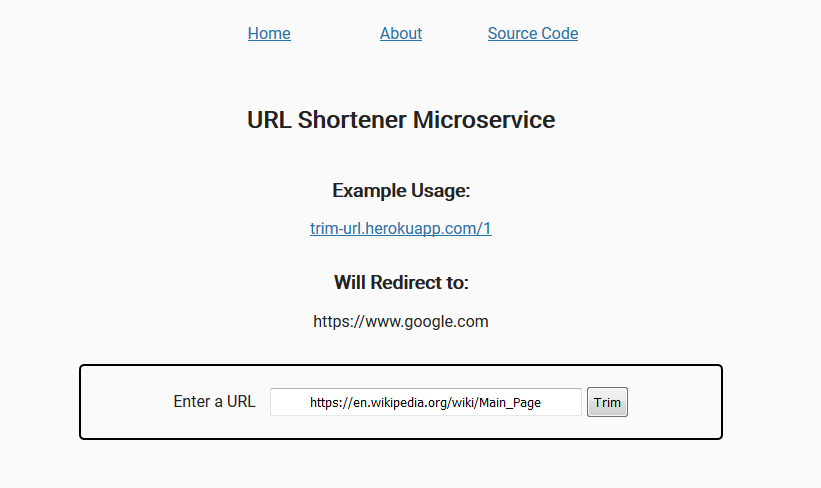 Home About Source Code
URL Shortener Microservice
Example Usage:
trim-url.herokuapp.com/1
Will Redirect to:
https://www.google.com
Enter a URL https://en.wikipedia.org/wiki/Main_Page Trim